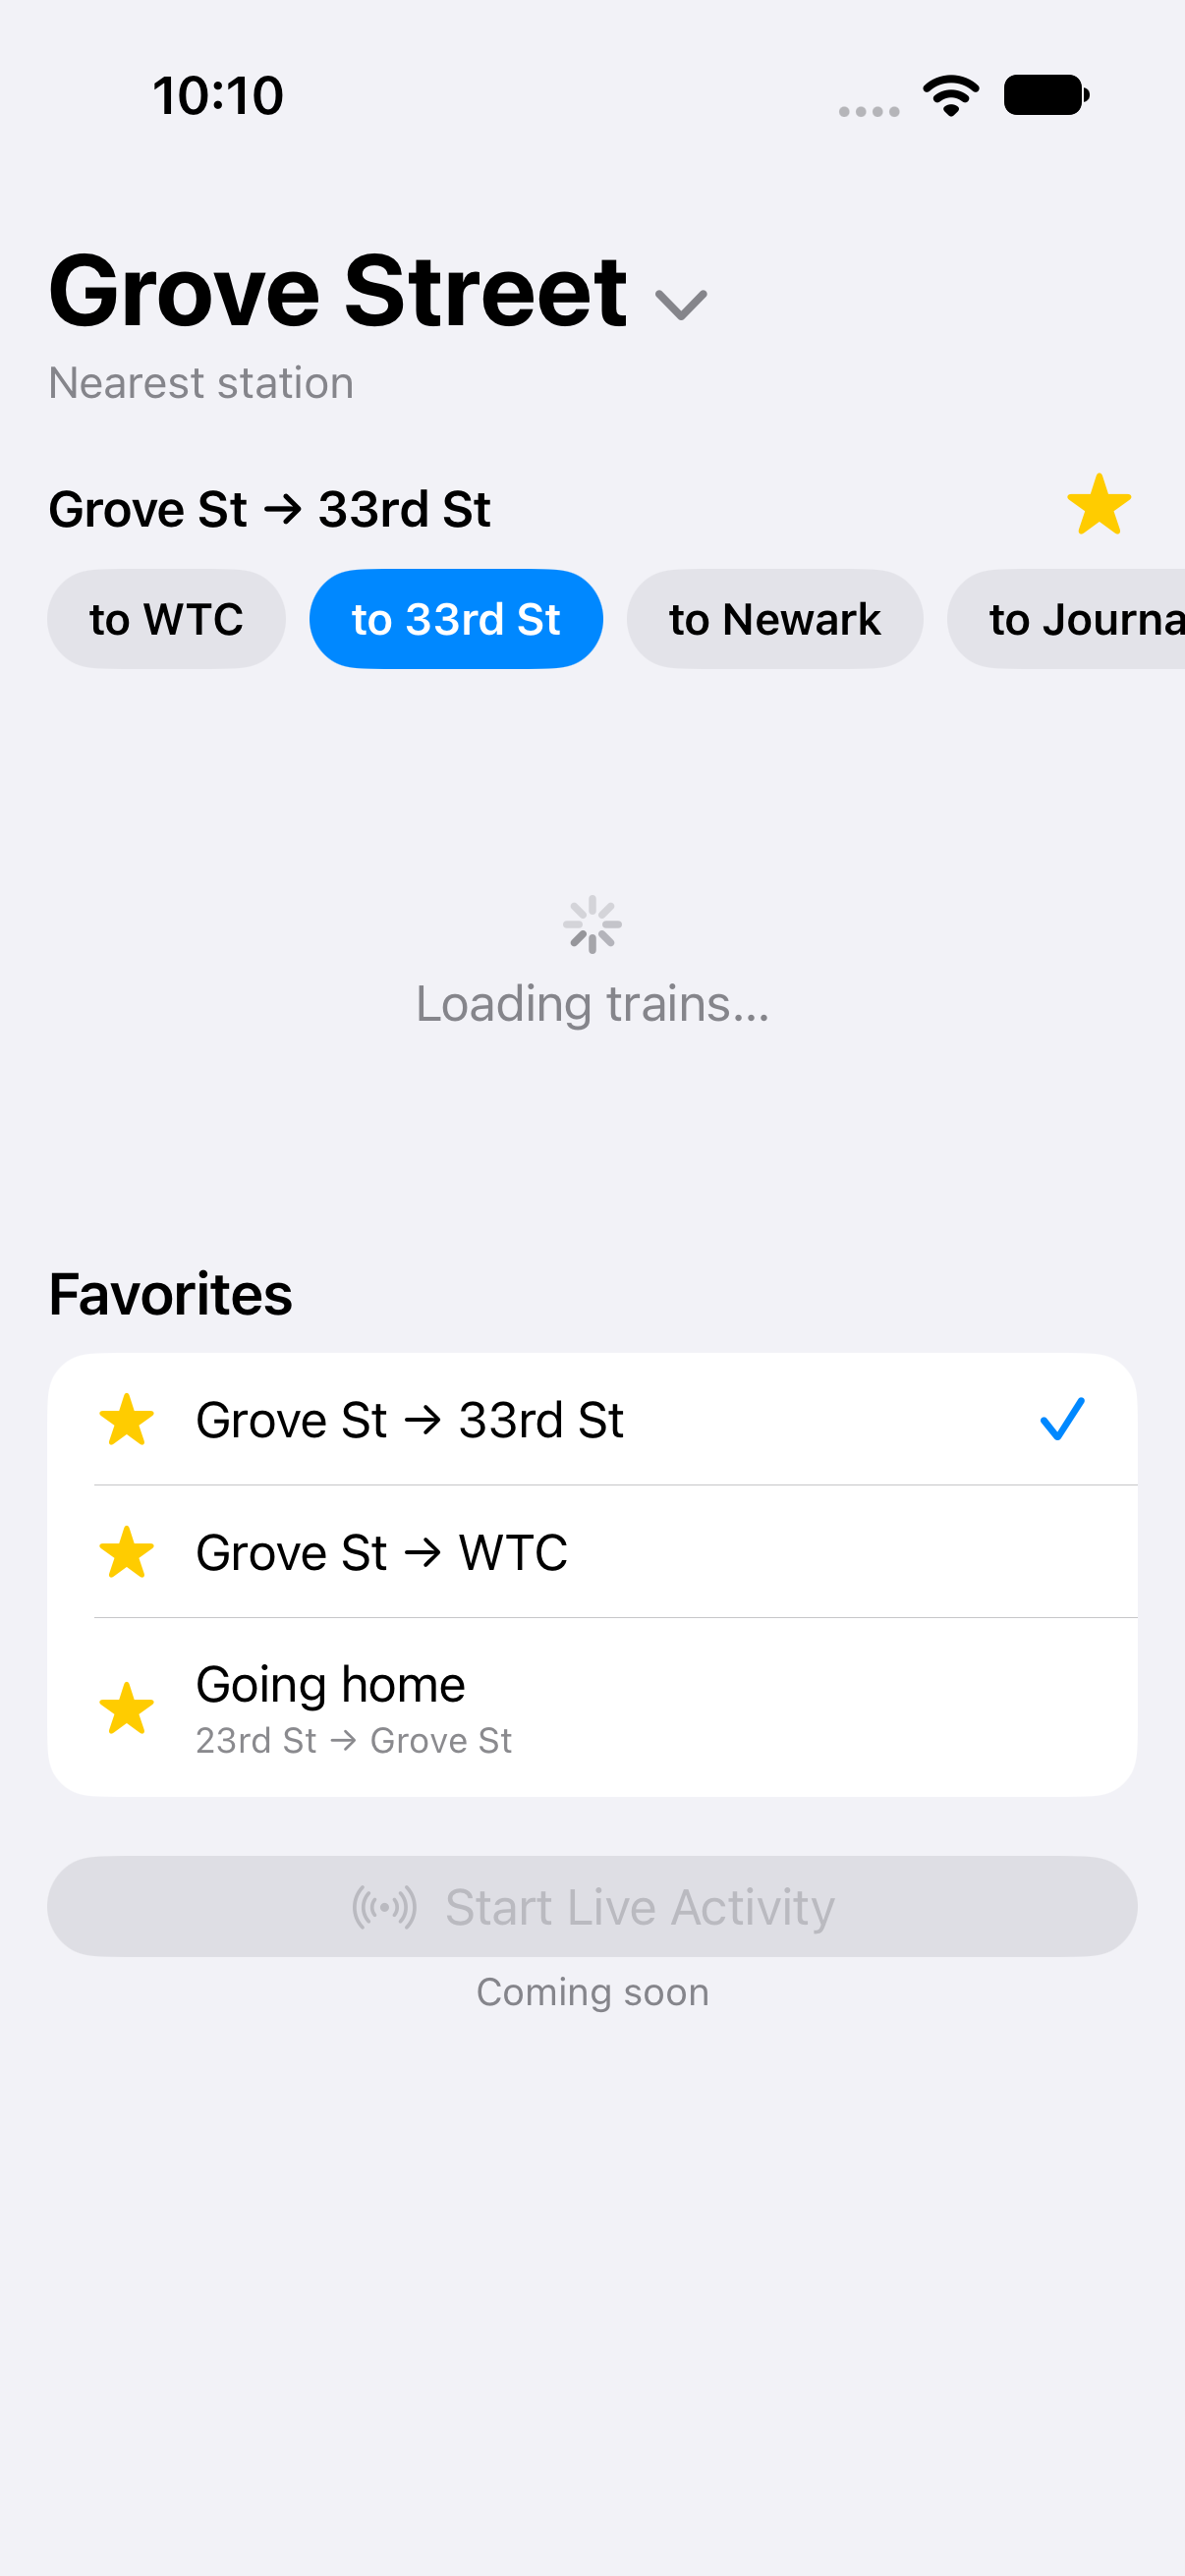 10:10
Grove Street
Nearest station
Grove St → 33rd St
to WTC
to 33rd St
to Newark
to Journa
Loading trains...
Favorites
Grove St → 33rd St
Grove St → WTC
Going home
23rd St → Grove St
Start Live Activity
Coming soon